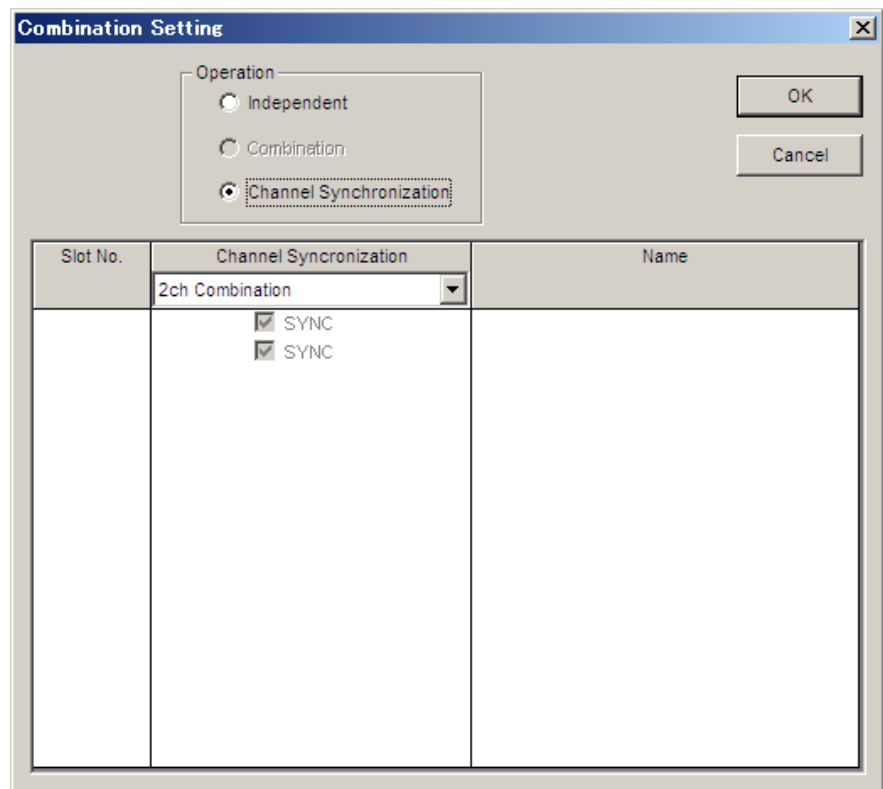 Combination Setting
Operation
Independent
Combination
Channel Synchronization
OK
Cancel
Slot No.
Channel Syncronization
Name
2ch Combination
SYNC
SYNC